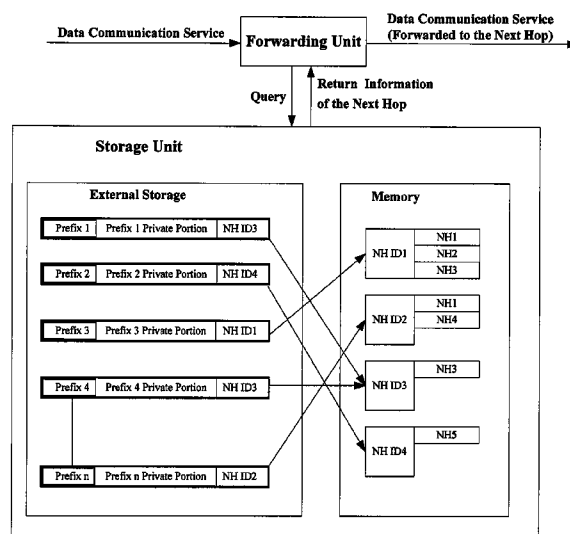 Data Communication Service
Forwarding Unit
Data Communication Service
(Forwarded to the Next Hop)
Query
Return Information
of the Next Hop
Storage Unit
External Storage
Prefix 1 Prefix 1 Private Portion NH ID3
Prefix 2 Prefix 2 Private Portion NH ID4
Prefix 3 Prefix 3 Private Portion NH ID1
Prefix 4 Prefix 4 Private Portion NH ID3
Prefix n Prefix n Private Portion NH ID2
Memory
NH ID1
NH1
NH2
NH3
NH ID2
NH1
NH4
NH ID3
NH3
NH ID4
NH5